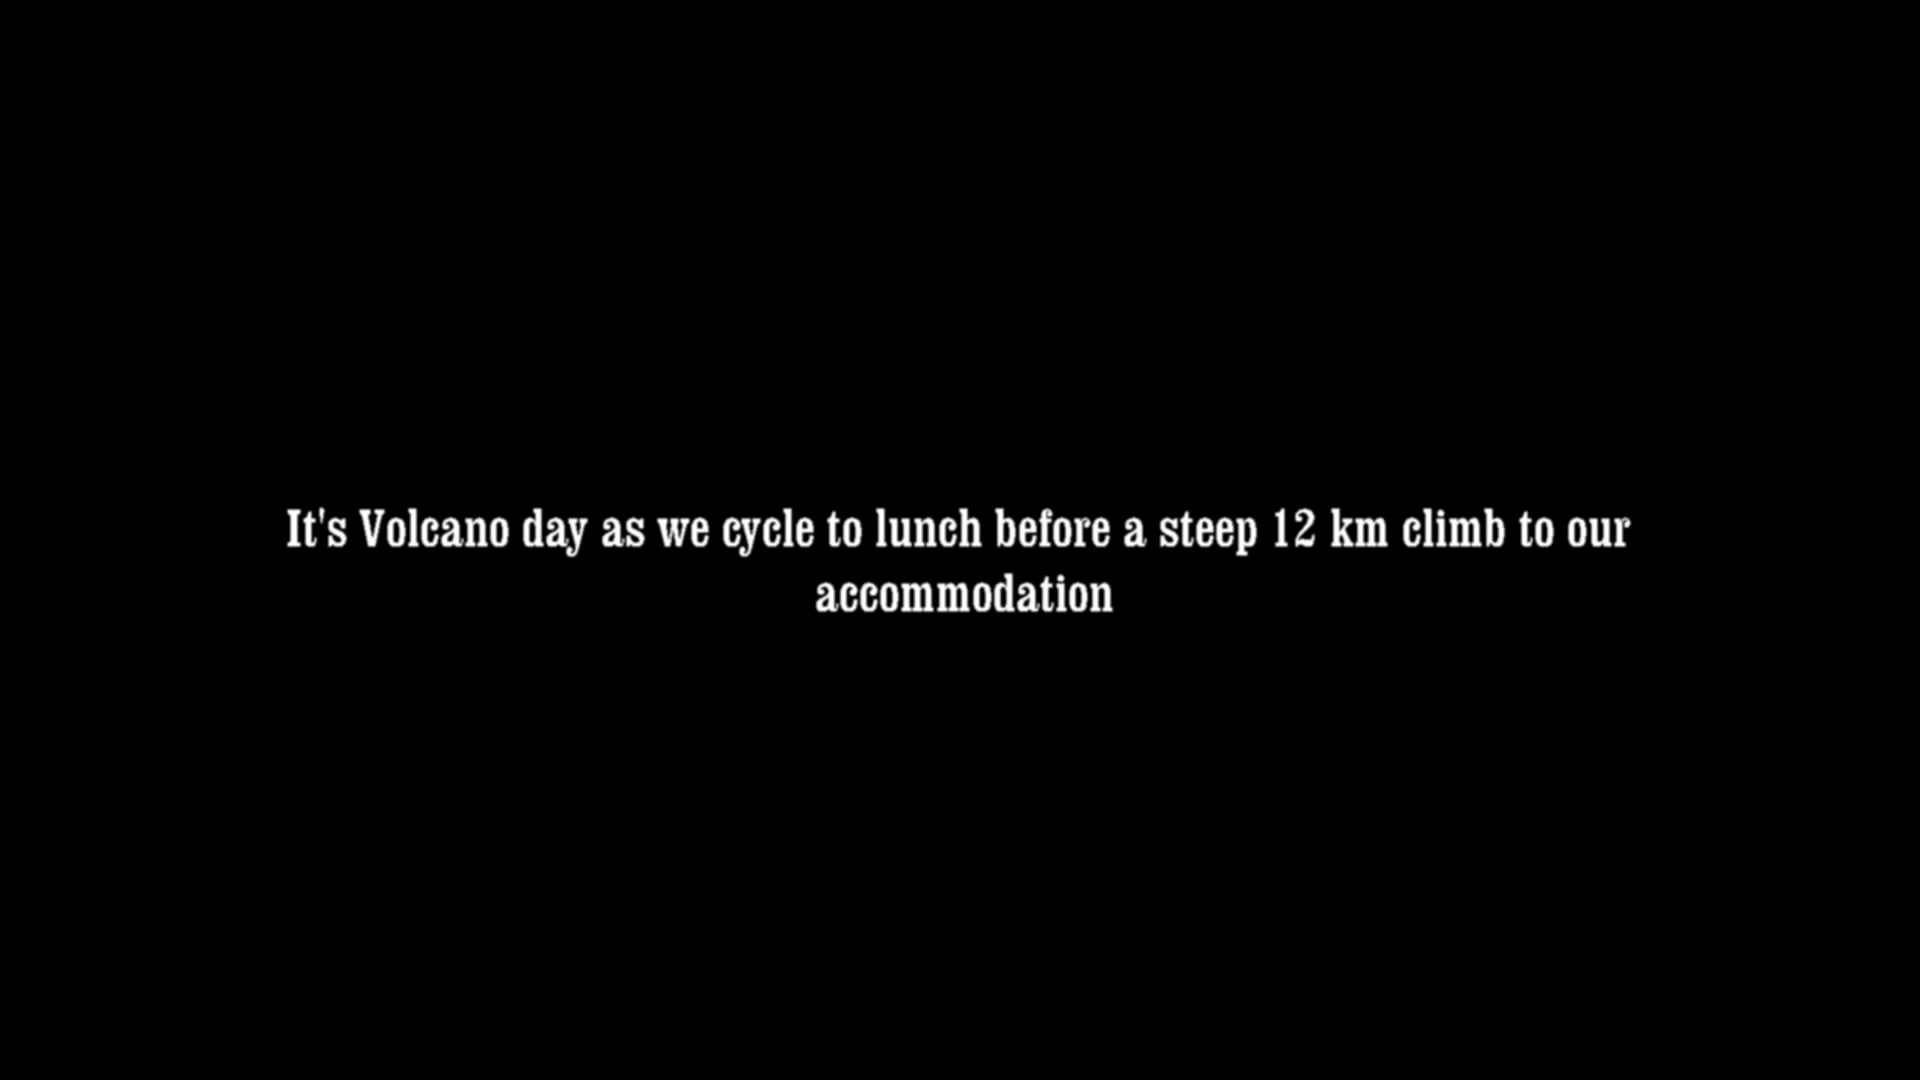 It's Volcano day as we cycle to lunch before a steep 12 km climb to our
accommodation